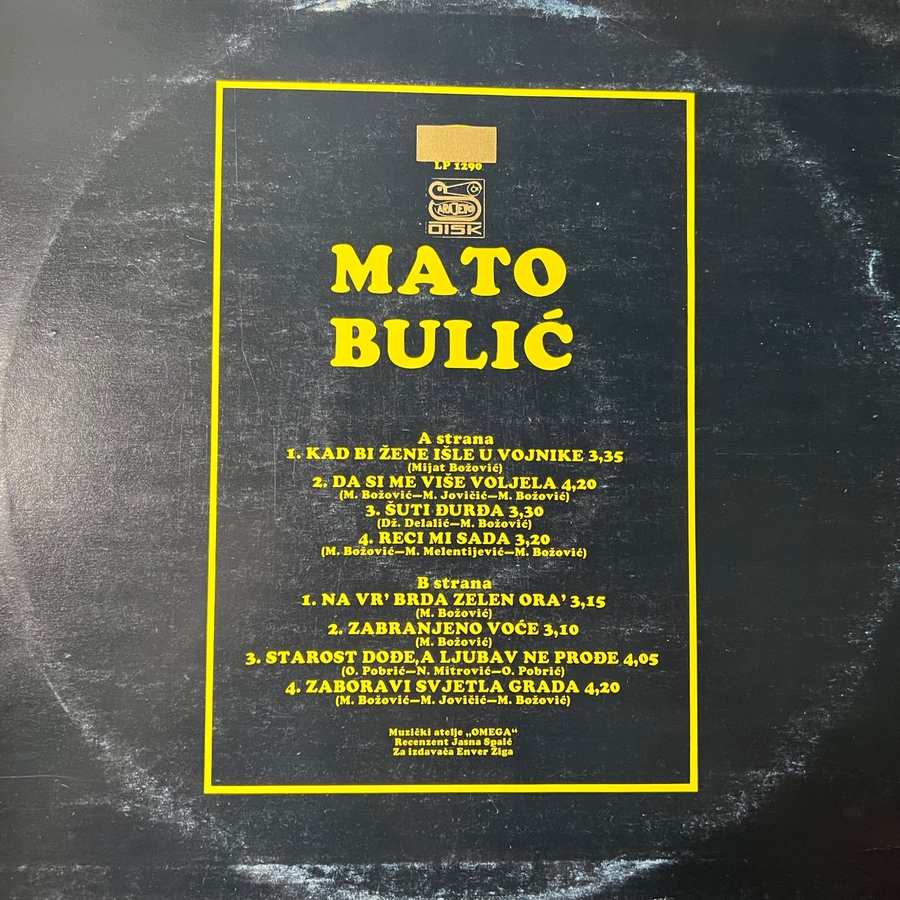 LP 1290
SARAJEVO
DISK
MATO
BULIĆ
A strana
1. KAD BI ŽENE IŠLE U VOJNIKE 3,35
(Mijat Božović)
2. DA SI ME VIŠE VOLJELA 4,20
(M. Božović—M. Jovičić—M. Božović)
3. ŠUTI ĐURĐA 3,30
(Dž. Delalić—M. Božović)
4. RECI MI SADA 3,20
(M. Božović—M. Melentijević—M. Božović)
B strana
1. NA VR’ BRDA ZELEN ORA’ 3,15
(M. Božović)
2. ZABRANJENO VOĆE 3,10
(M. Božović)
3. STAROST DOĐE,A LJUBAV NE PROĐE 4,05
(O. Pobrić—N. Mitrović—O. Pobrić)
4. ZABORAVI SVJETLA GRADA 4,20
(M. Božović—M. Jovičić—M. Božović)
Muzički atelje „OMEGA“
Recenzent Jasna Spaić
Za izdavača Enver Žiga